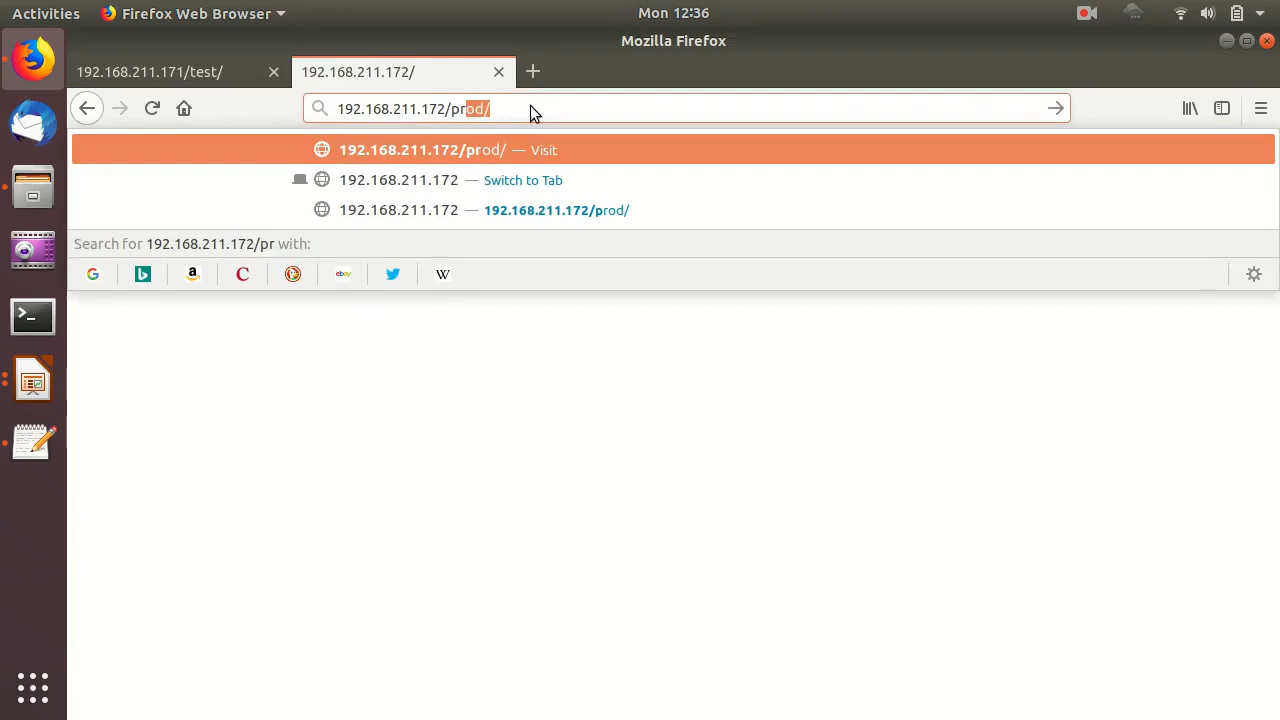 Activities Firefox Web Browser Mon 12:36
Mozilla Firefox
192.168.211.171/test/ 192.168.211.172/
192.168.211.172/prod/
192.168.211.172/prod/ — Visit
192.168.211.172 — Switch to Tab
192.168.211.172 — 192.168.211.172/prod/
Search for 192.168.211.172/pr with:
G b a C ebay W